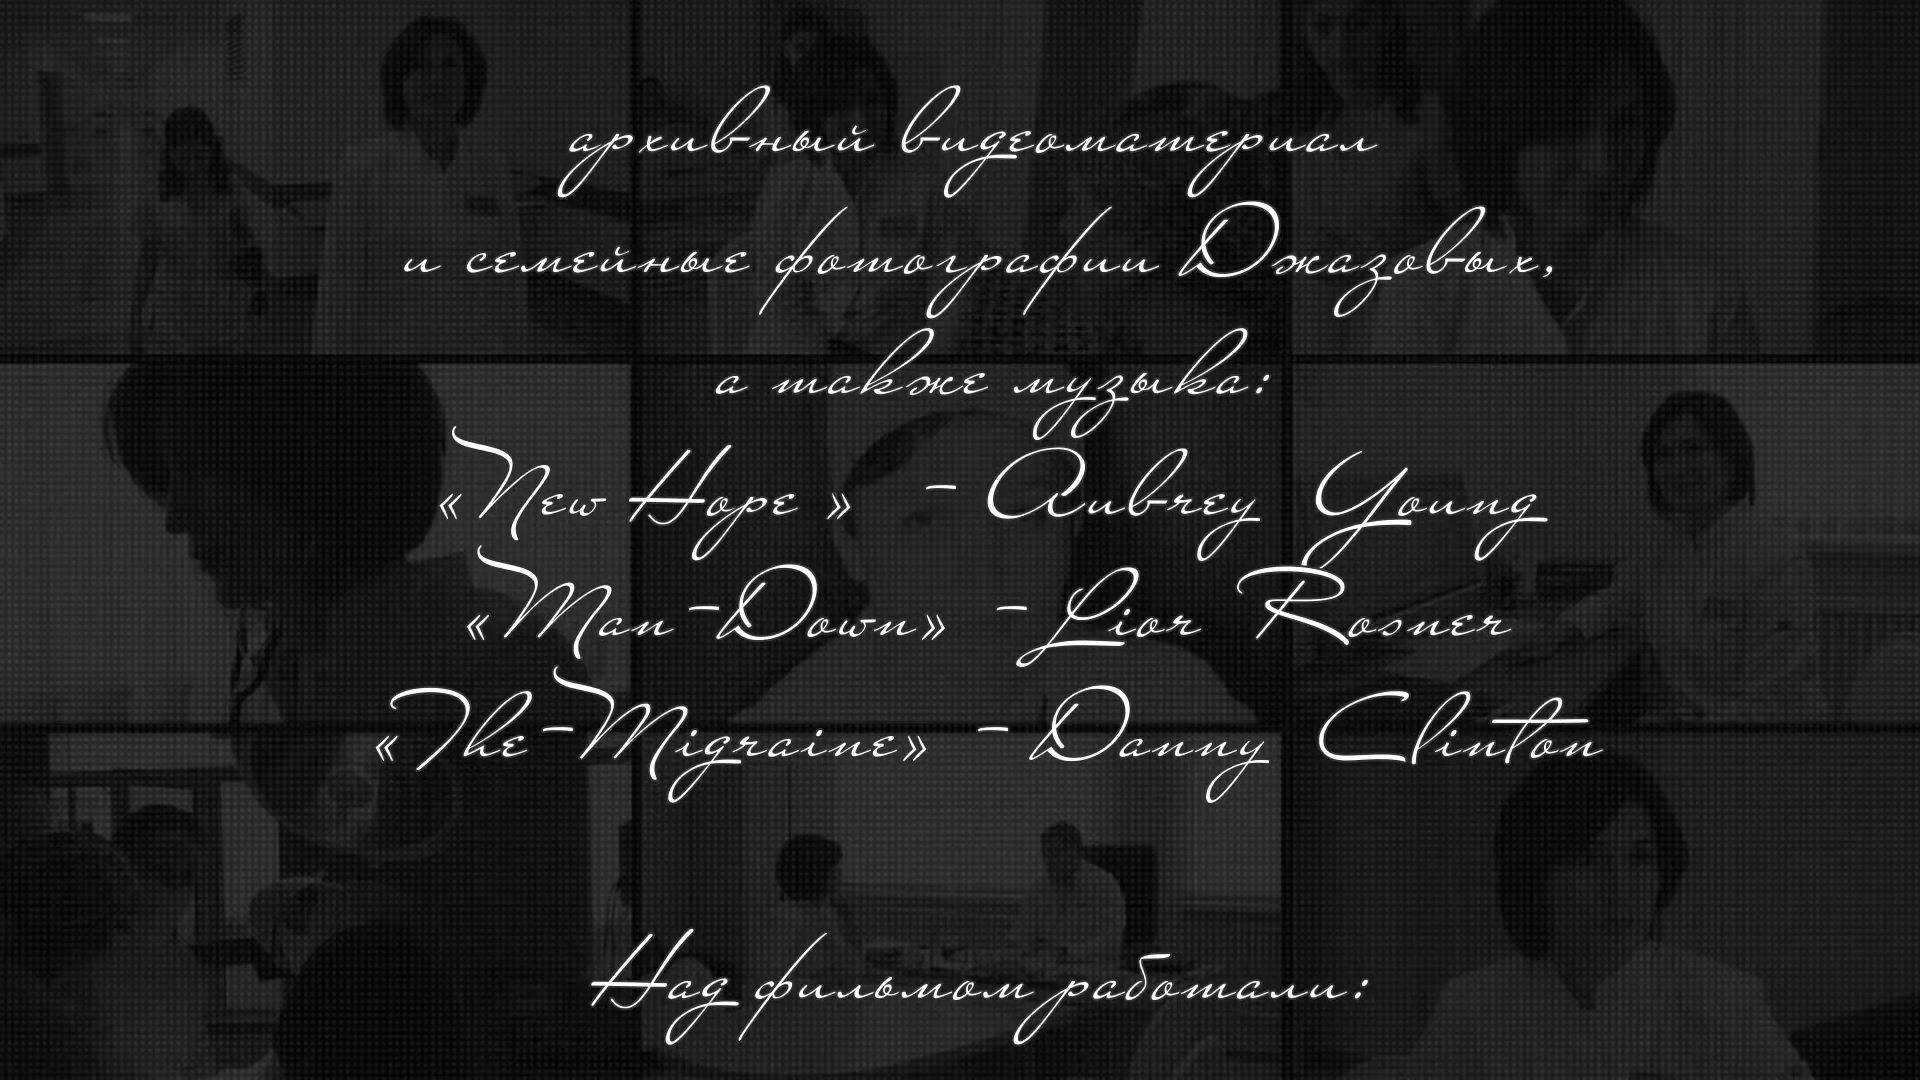 архивный видеоматериал
и семейные фотографии Джазовых,
а также музыка:
«New Hope » - Aubrey Young
«Man-Down» - Lior Rosner
«The-Migraine» - Danny Clinton
Над фильмом работали: